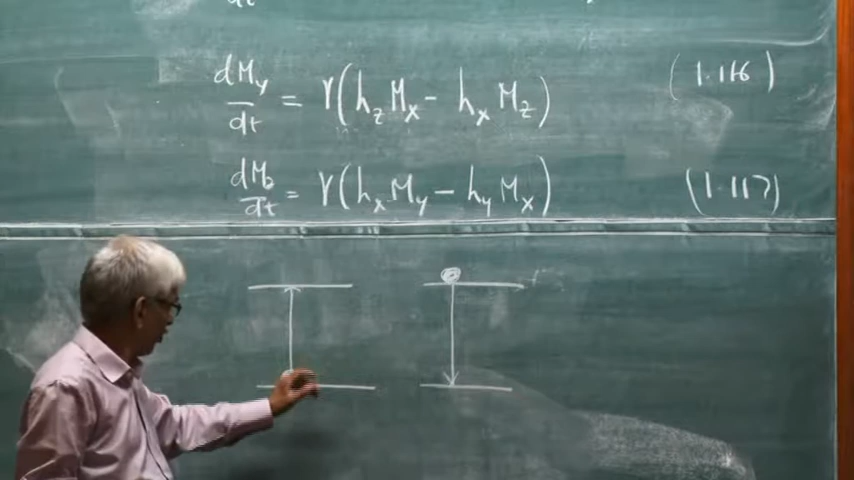 dM_y/dt = γ(h_z M_x - h_x M_z) (1.116)
dM_z/dt = γ(h_x M_y - h_y M_x) (1.117)